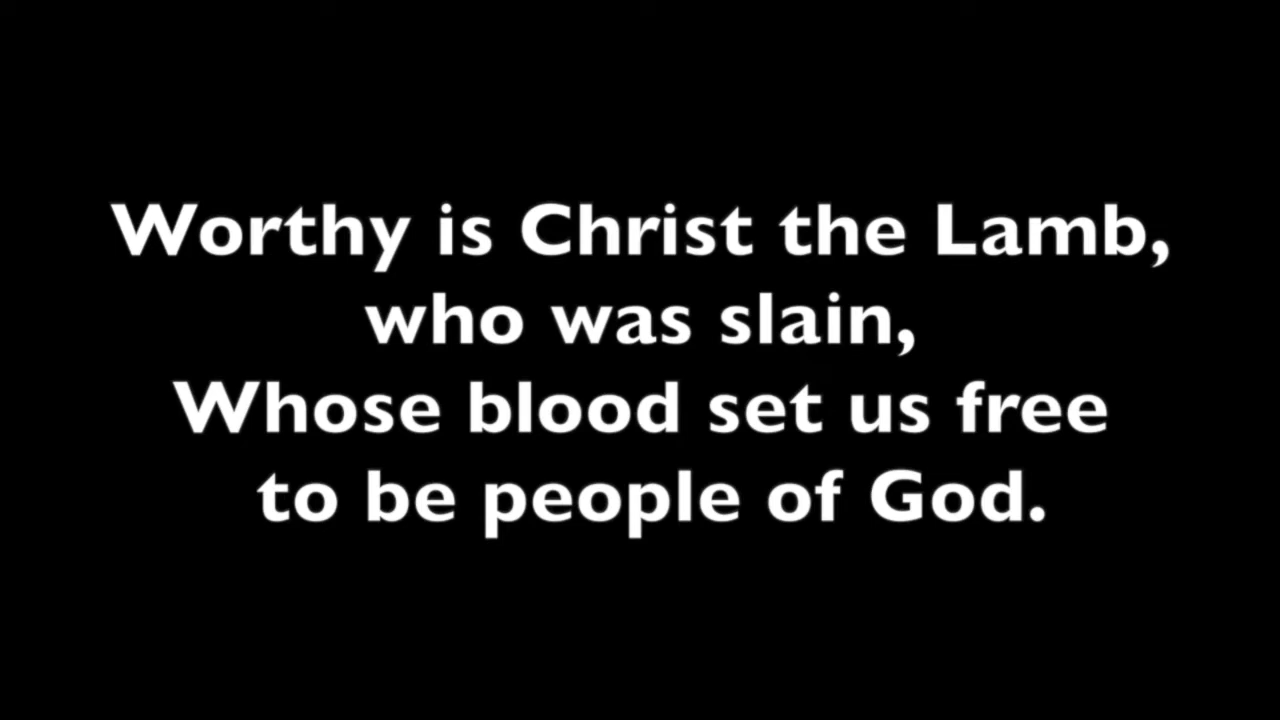 Worthy is Christ the Lamb,
who was slain,
Whose blood set us free
to be people of God.